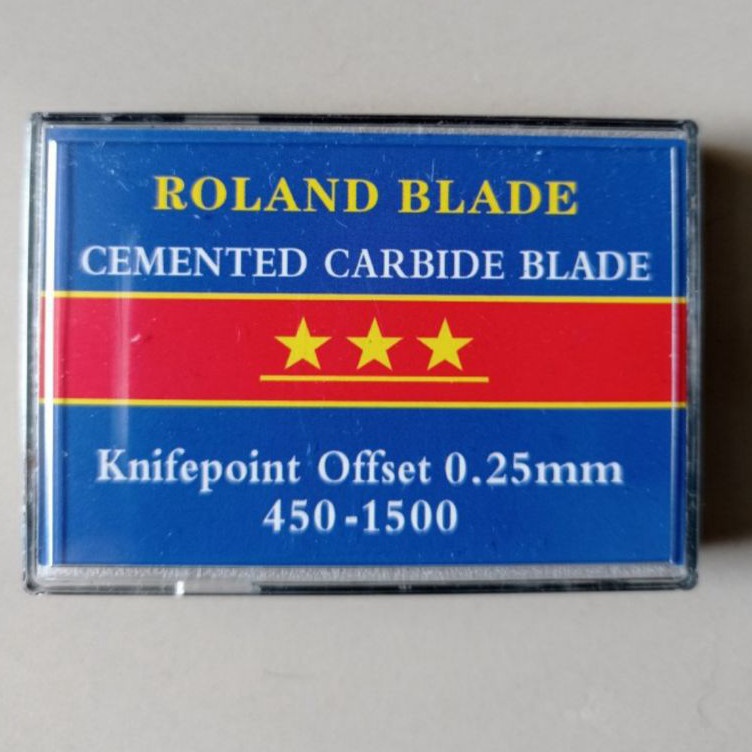 ROLAND BLADE
CEMENTED CARBIDE BLADE
Knifepoint Offset 0.25mm
450-1500